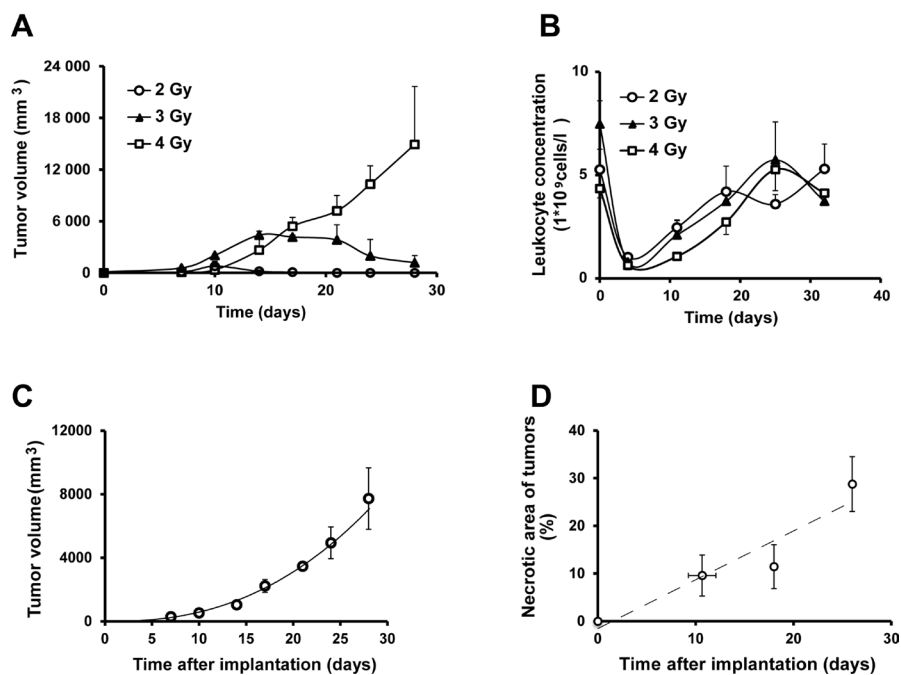 A
Tumor volume (mm³)
24 000
18 000
12 000
6 000
0
2 Gy
3 Gy
4 Gy
0 10 20 30
Time (days)
B
Leukocyte concentration
(1*10 ⁹cells/l )
10
5
0
2 Gy
3 Gy
4 Gy
0 10 20 30 40
Time (days)
C
Tumor volume (mm³)
12000
8000
4000
0
0 5 10 15 20 25 30
Time after implantation (days)
D
Necrotic area of tumors
(%)
40
30
20
10
0
0 10 20 30
Time after implantation (days)